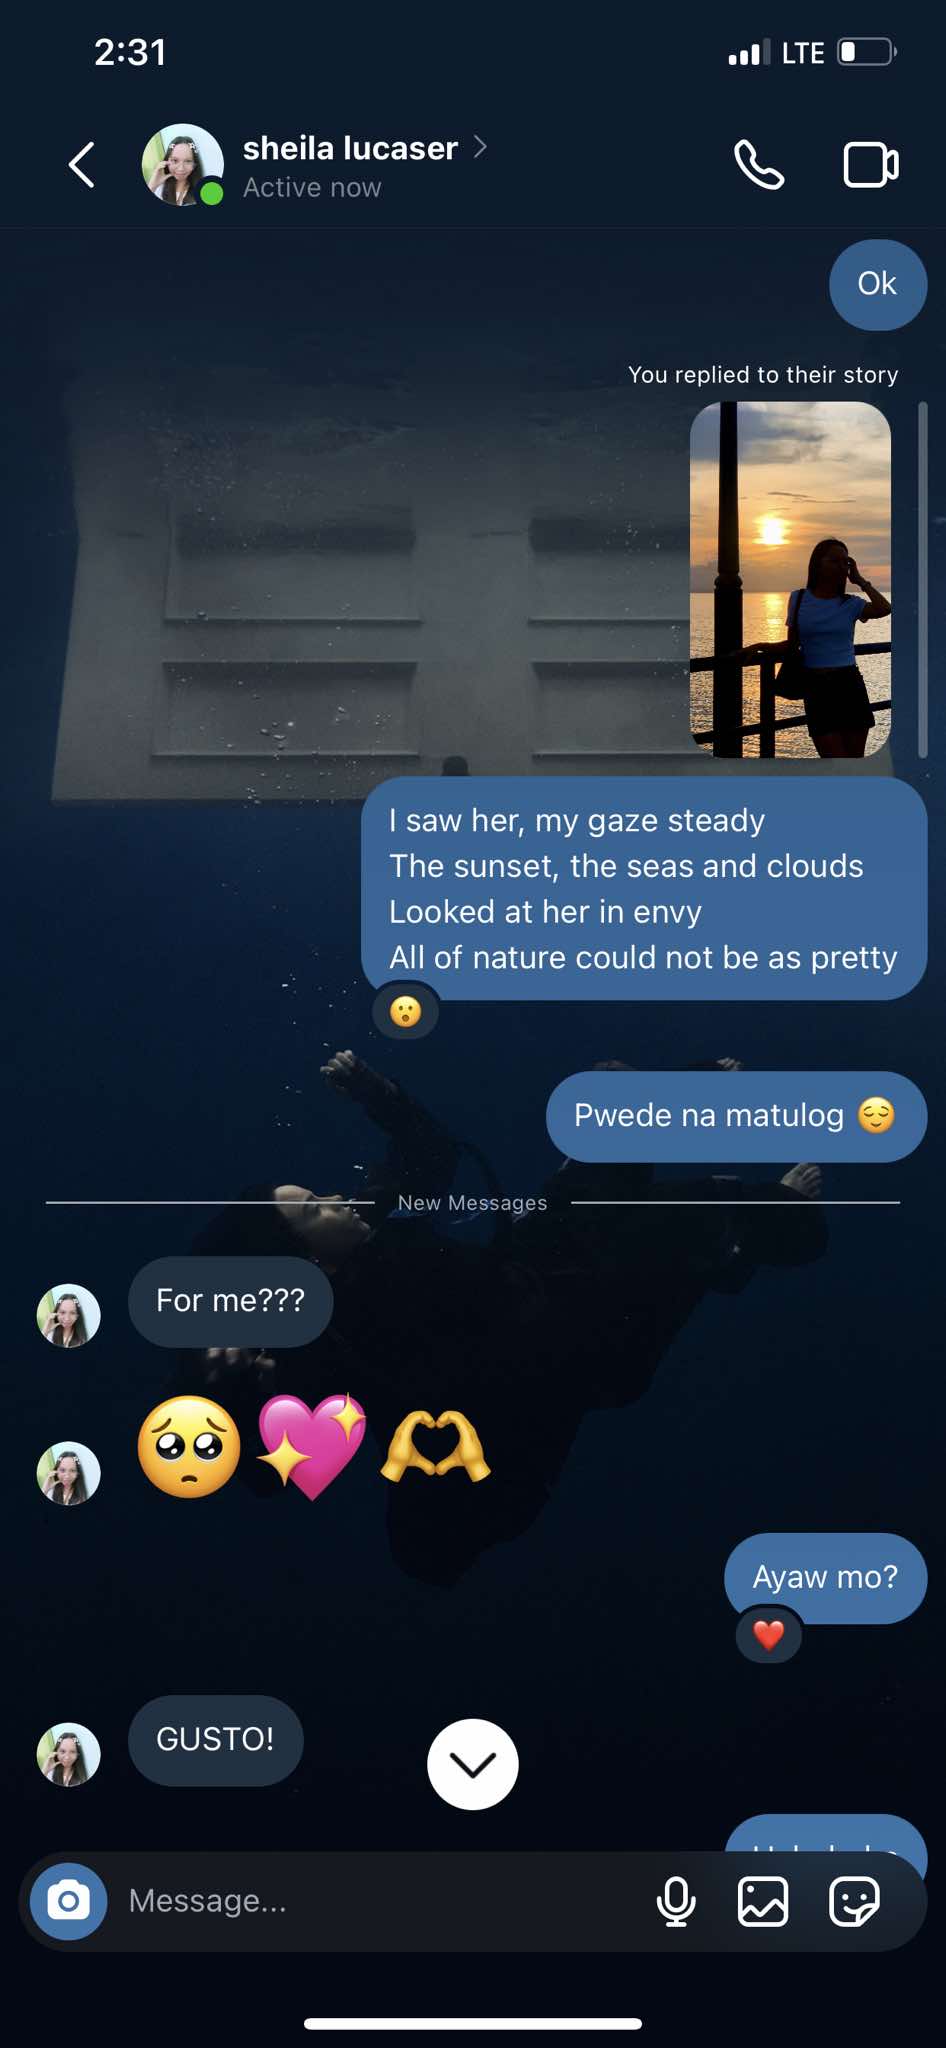 2:31
LTE
sheila lucaser
Active now
Ok
You replied to their story
I saw her, my gaze steady
The sunset, the seas and clouds
Looked at her in envy
All of nature could not be as pretty
😮
Pwede na matulog 😌
New Messages
For me???
🥺💖🫶
Ayaw mo?
❤️
GUSTO!
Message...